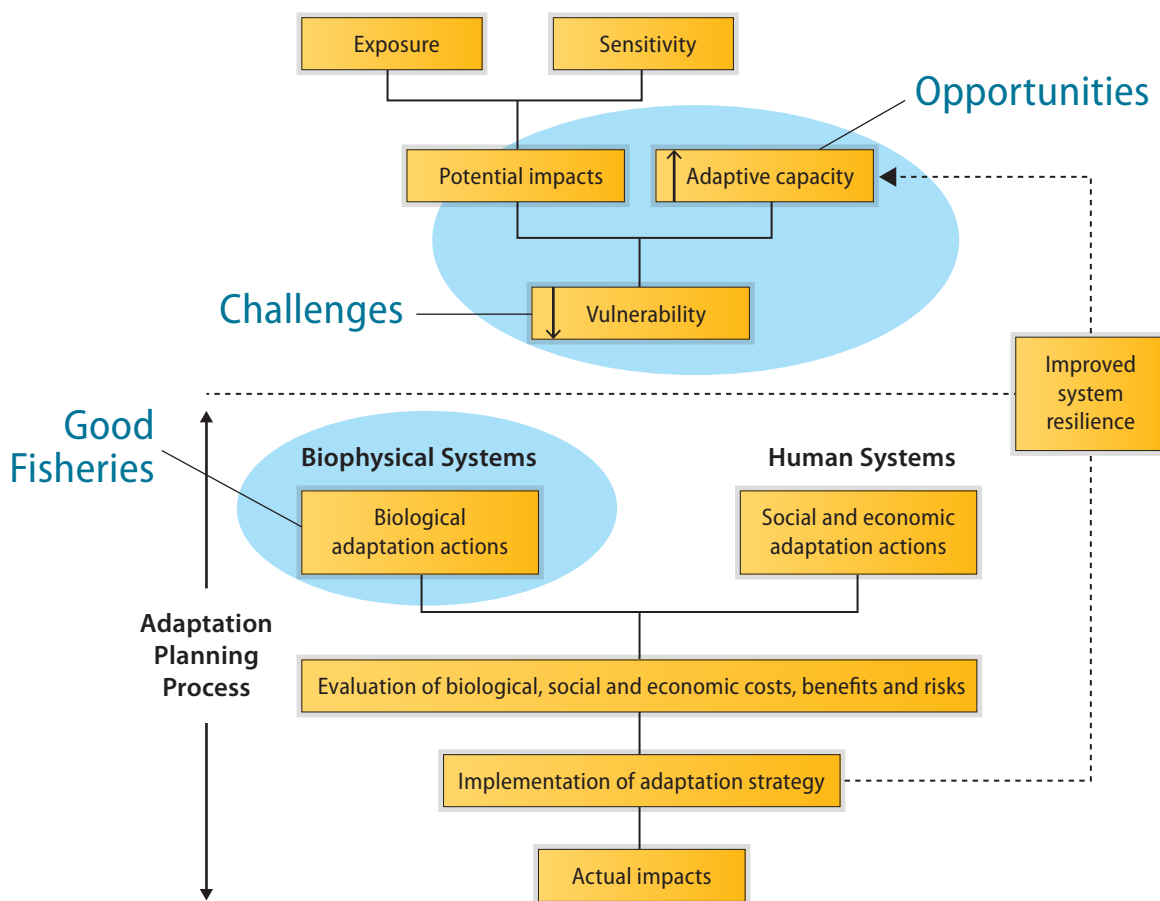 Exposure
Sensitivity
Opportunities
Potential impacts
Adaptive capacity
Challenges
Vulnerability
Improved
system
resilience
Good
Fisheries
Biophysical Systems
Human Systems
Biological
adaptation actions
Social and economic
adaptation actions
Adaptation
Planning
Process
Evaluation of biological, social and economic costs, benefits and risks
Implementation of adaptation strategy
Actual impacts